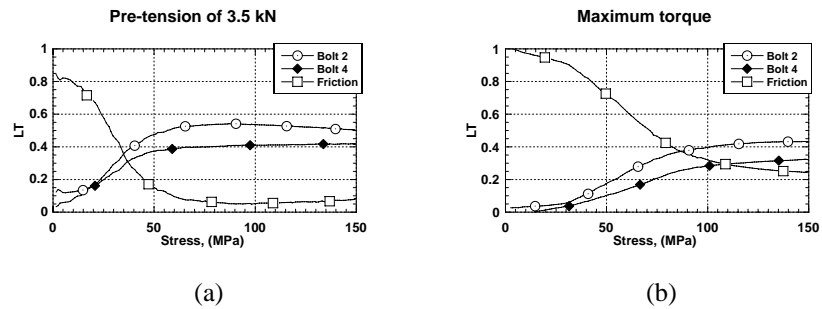 Pre-tension of 3.5 kN
1
0.8
0.6
0.4
0.2
0
LT
0
50
100
150
Stress, (MPa)
Bolt 2
Bolt 4
Friction
(a)
Maximum torque
1
0.8
0.6
0.4
0.2
0
LT
0
50
100
150
Stress, (MPa)
Bolt 2
Bolt 4
Friction
(b)